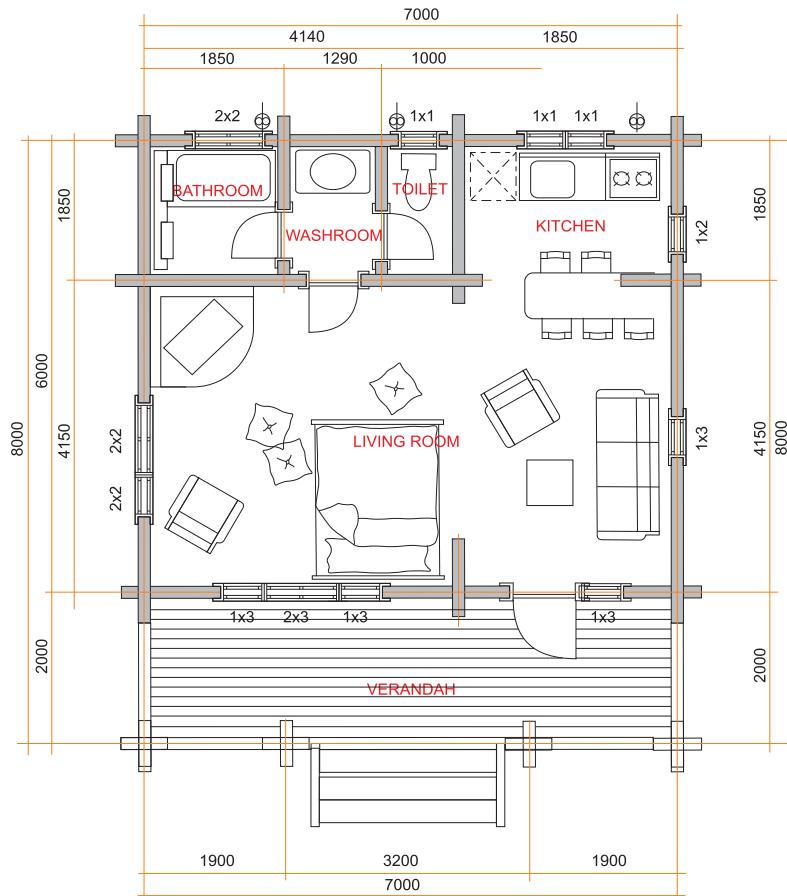 7000
4140 1850
1850 1290 1000
2x2 1x1 1x1 1x1
BATHROOM TOILET
WASHROOM KITCHEN
1850
1850
1x2
6000
8000
4150
2x2
2x2
LIVING ROOM
1x3
4150
8000
1x3 2x3 1x3 1x3
2000
2000
VERANDAH
1900 3200 1900
7000